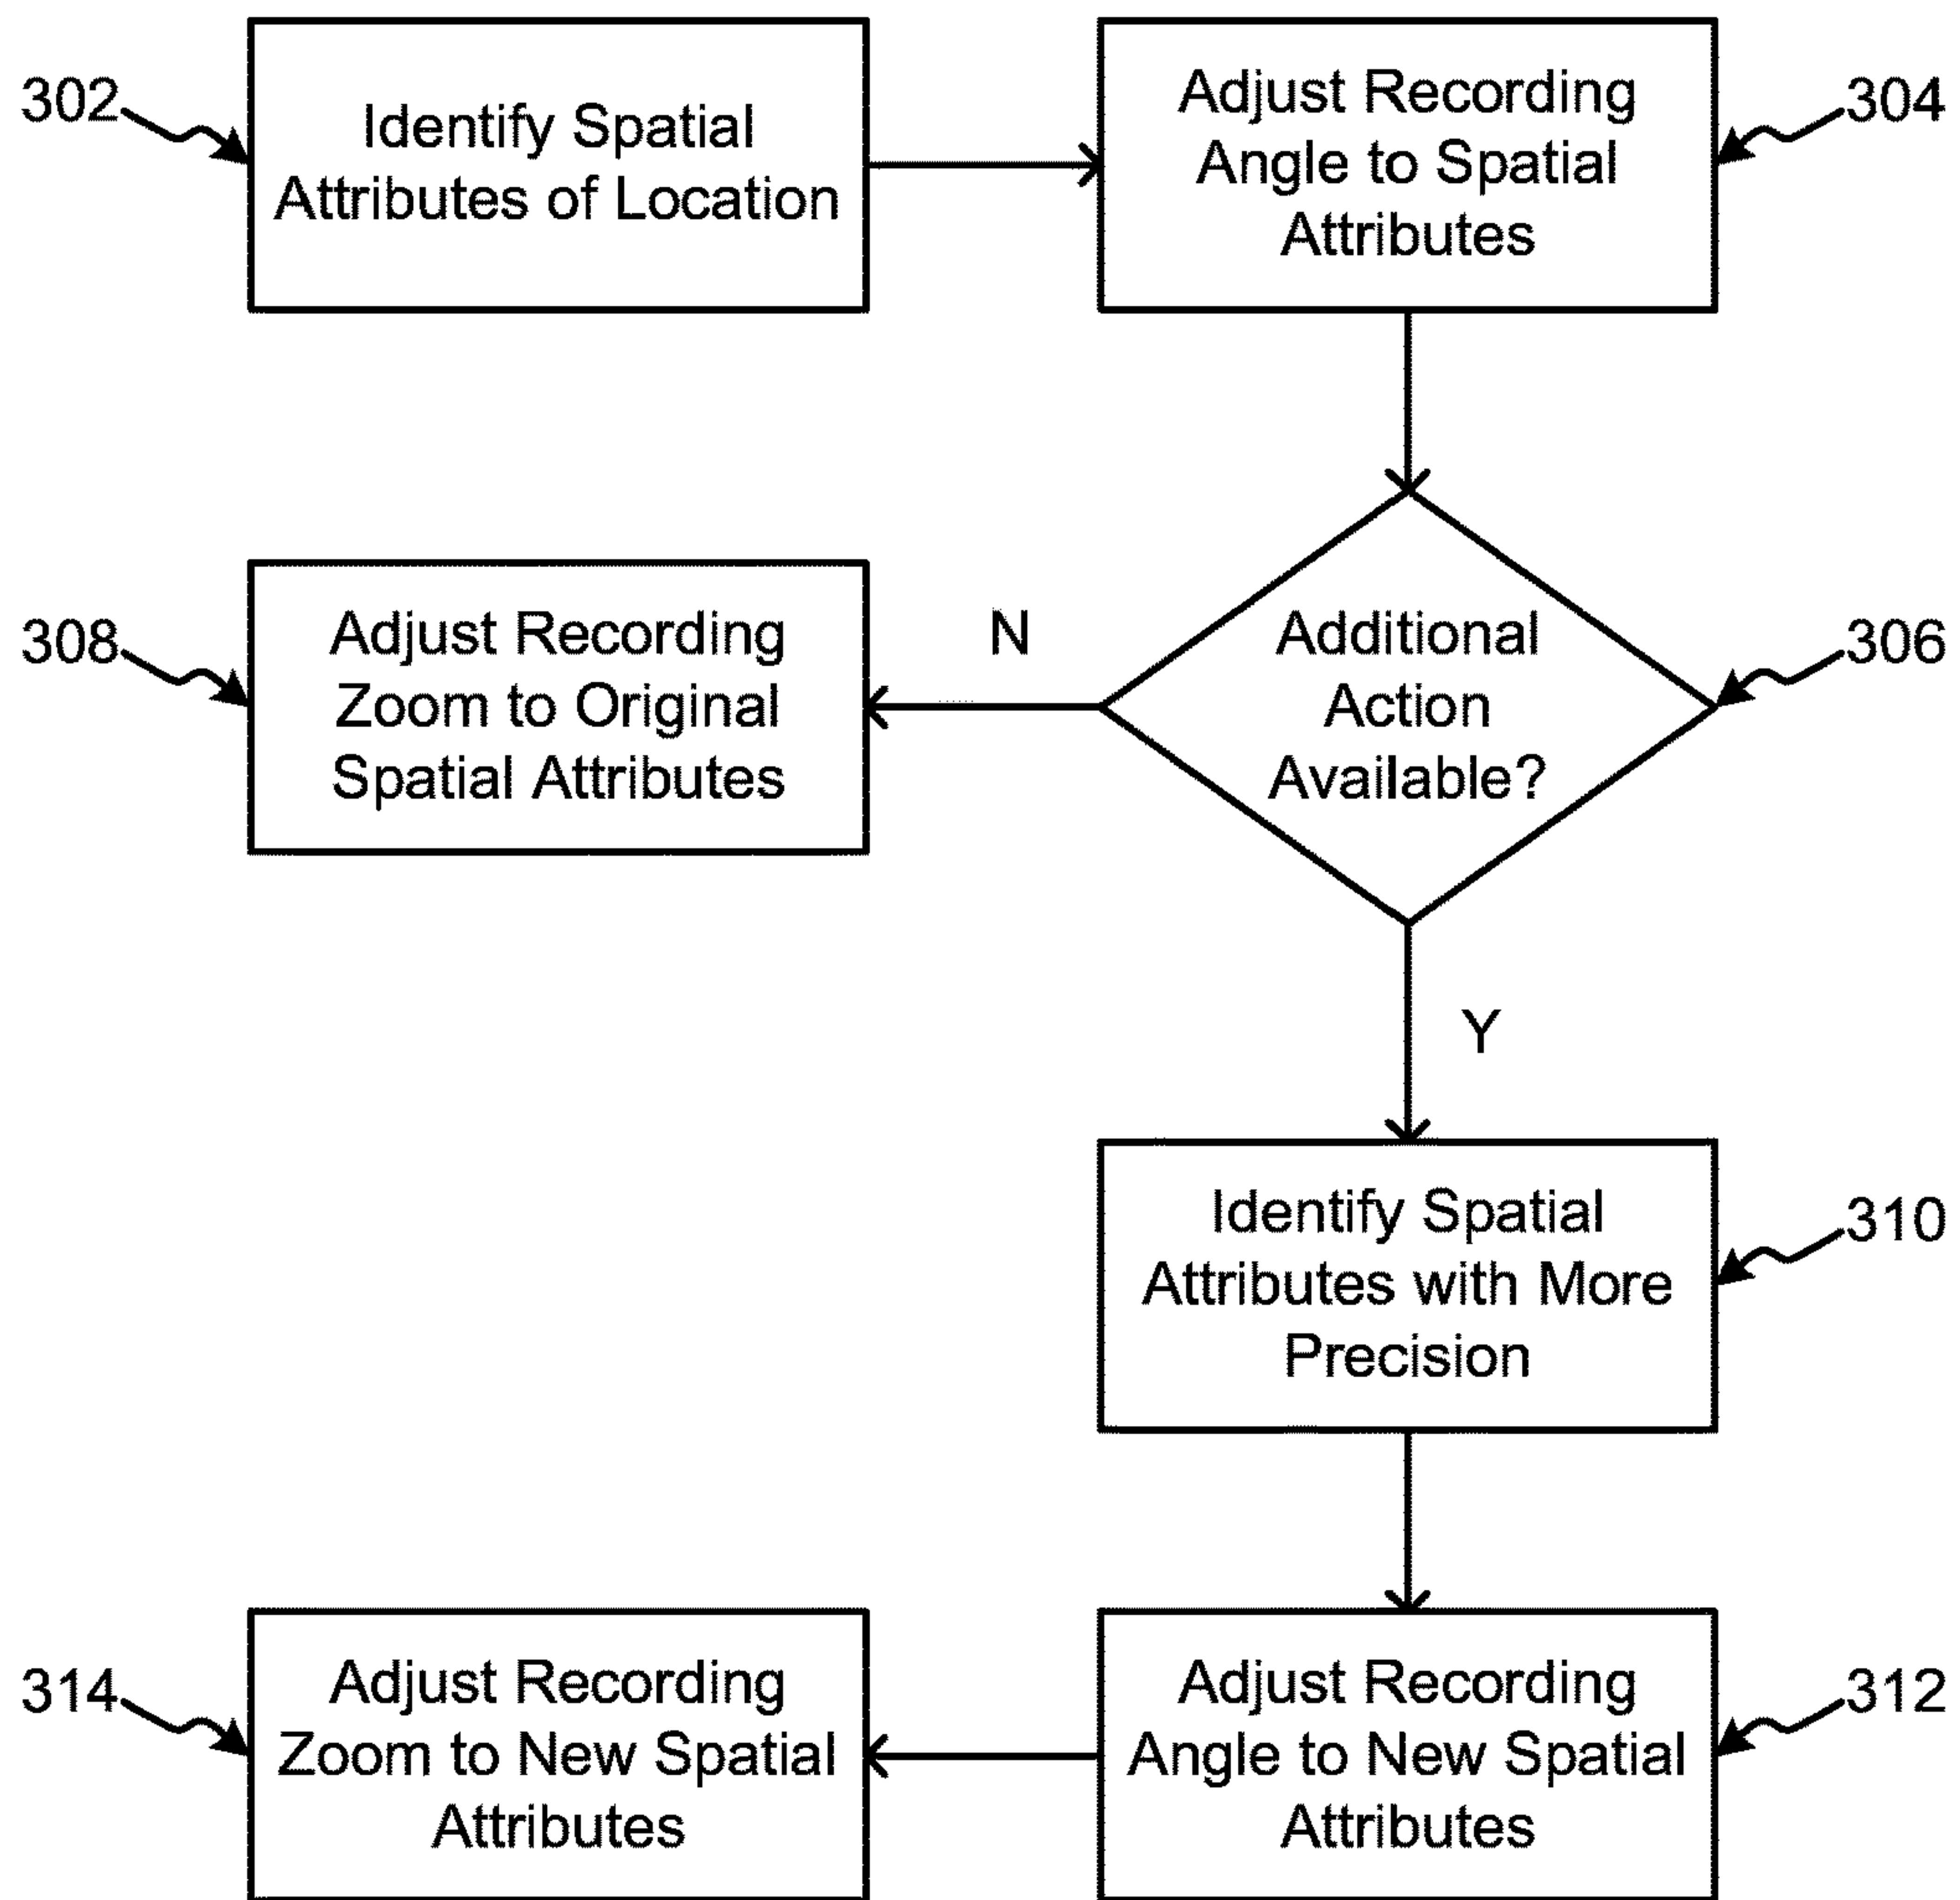 302
Identify Spatial
Attributes of Location
Adjust Recording
Angle to Spatial
Attributes
304
308
Adjust Recording
Zoom to Original
Spatial Attributes
N
Additional
Action
Available?
306
Y
Identify Spatial
Attributes with More
Precision
310
314
Adjust Recording
Zoom to New Spatial
Attributes
Adjust Recording
Angle to New Spatial
Attributes
312